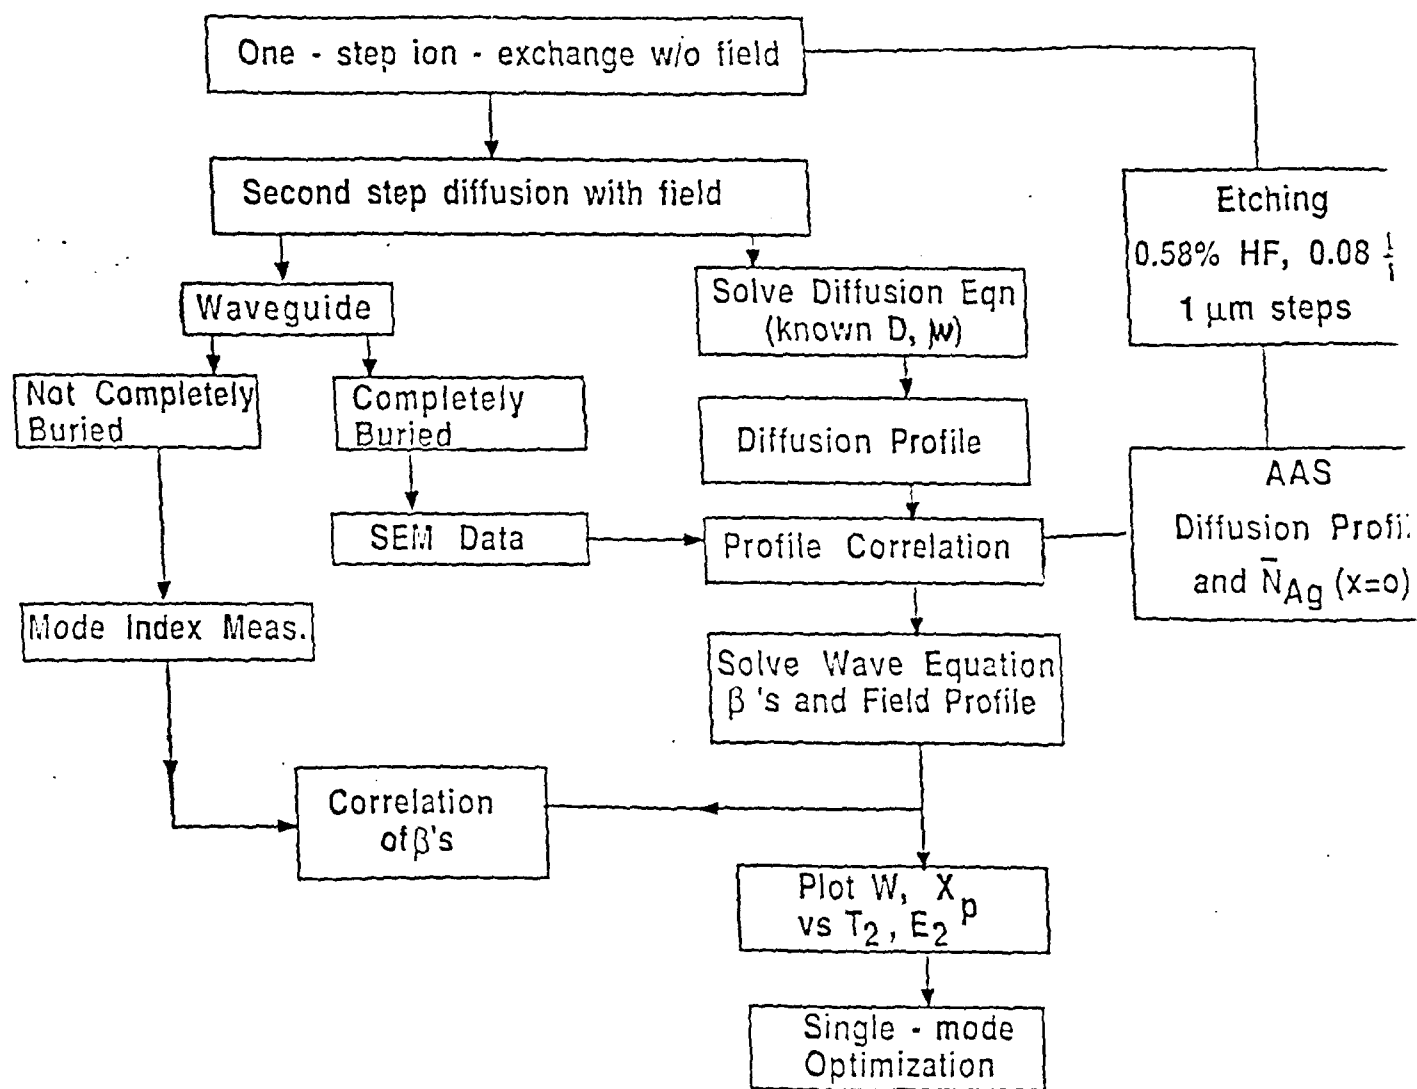 One - step ion - exchange w/o field
Second step diffusion with field
Etching
0.58% HF, 0.08
1 μm steps
Waveguide
Solve Diffusion Eqn
(known D, μ)
Not Completely
Buried
Completely
Buried
Diffusion Profile
AAS
Diffusion Profi
and N̄Ag (x=o)
SEM Data
Profile Correlation
Mode Index Meas.
Solve Wave Equation
β 's and Field Profile
Correlation
of β's
Plot W, Xp
vs T2, E2
Single - mode
Optimization